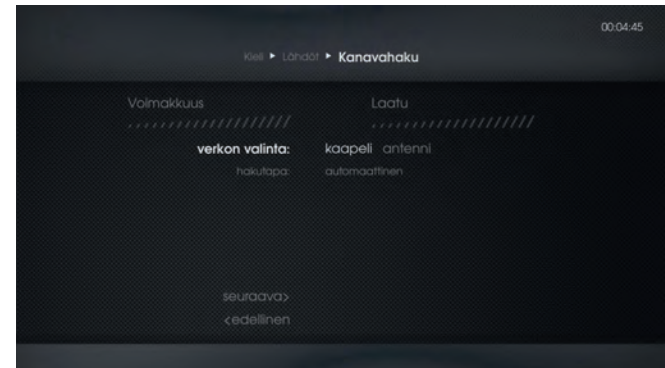 00:04:45
Kieli ► Lähdöt ► Kanavahaku
Voimakkuus Laatu
verkon valinta: kaapeli antenni
hakutapa: automaattinen
seuraava>
<edellinen